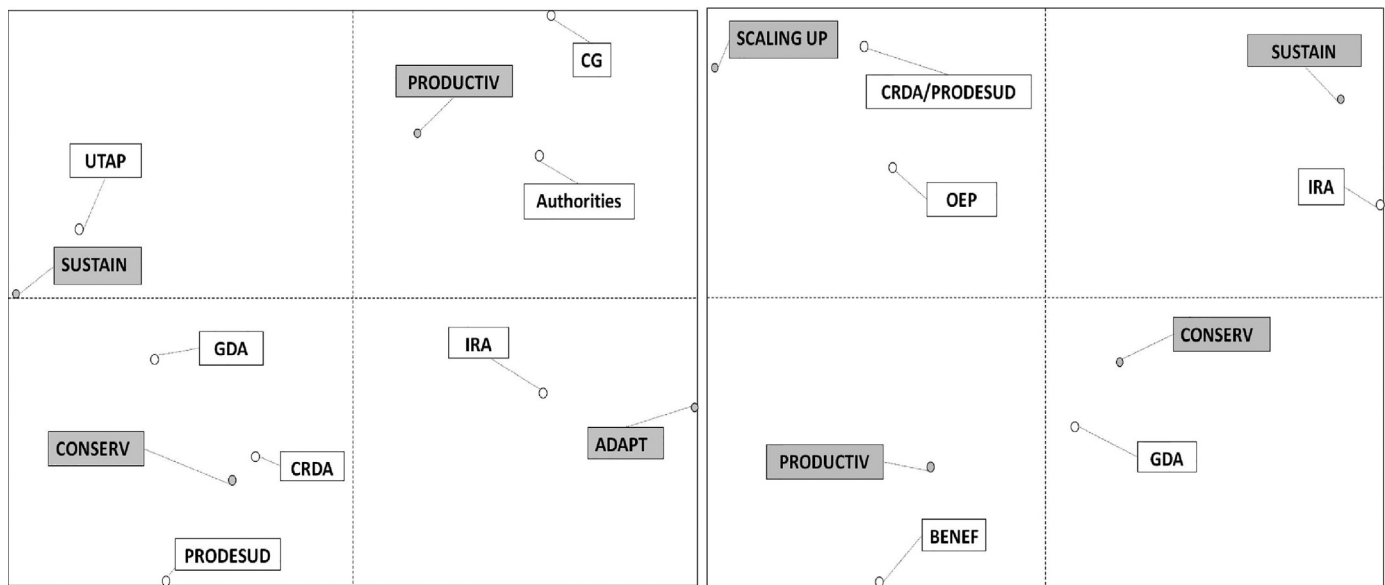 CG
PRODUCTIV
UTAP
Authorities
SUSTAIN
GDA
IRA
CONSERV
CRDA
ADAPT
PRODESUD
SCALING UP
SUSTAIN
CRDA/PRODESUD
OEP
IRA
CONSERV
PRODUCTIV
GDA
BENEF